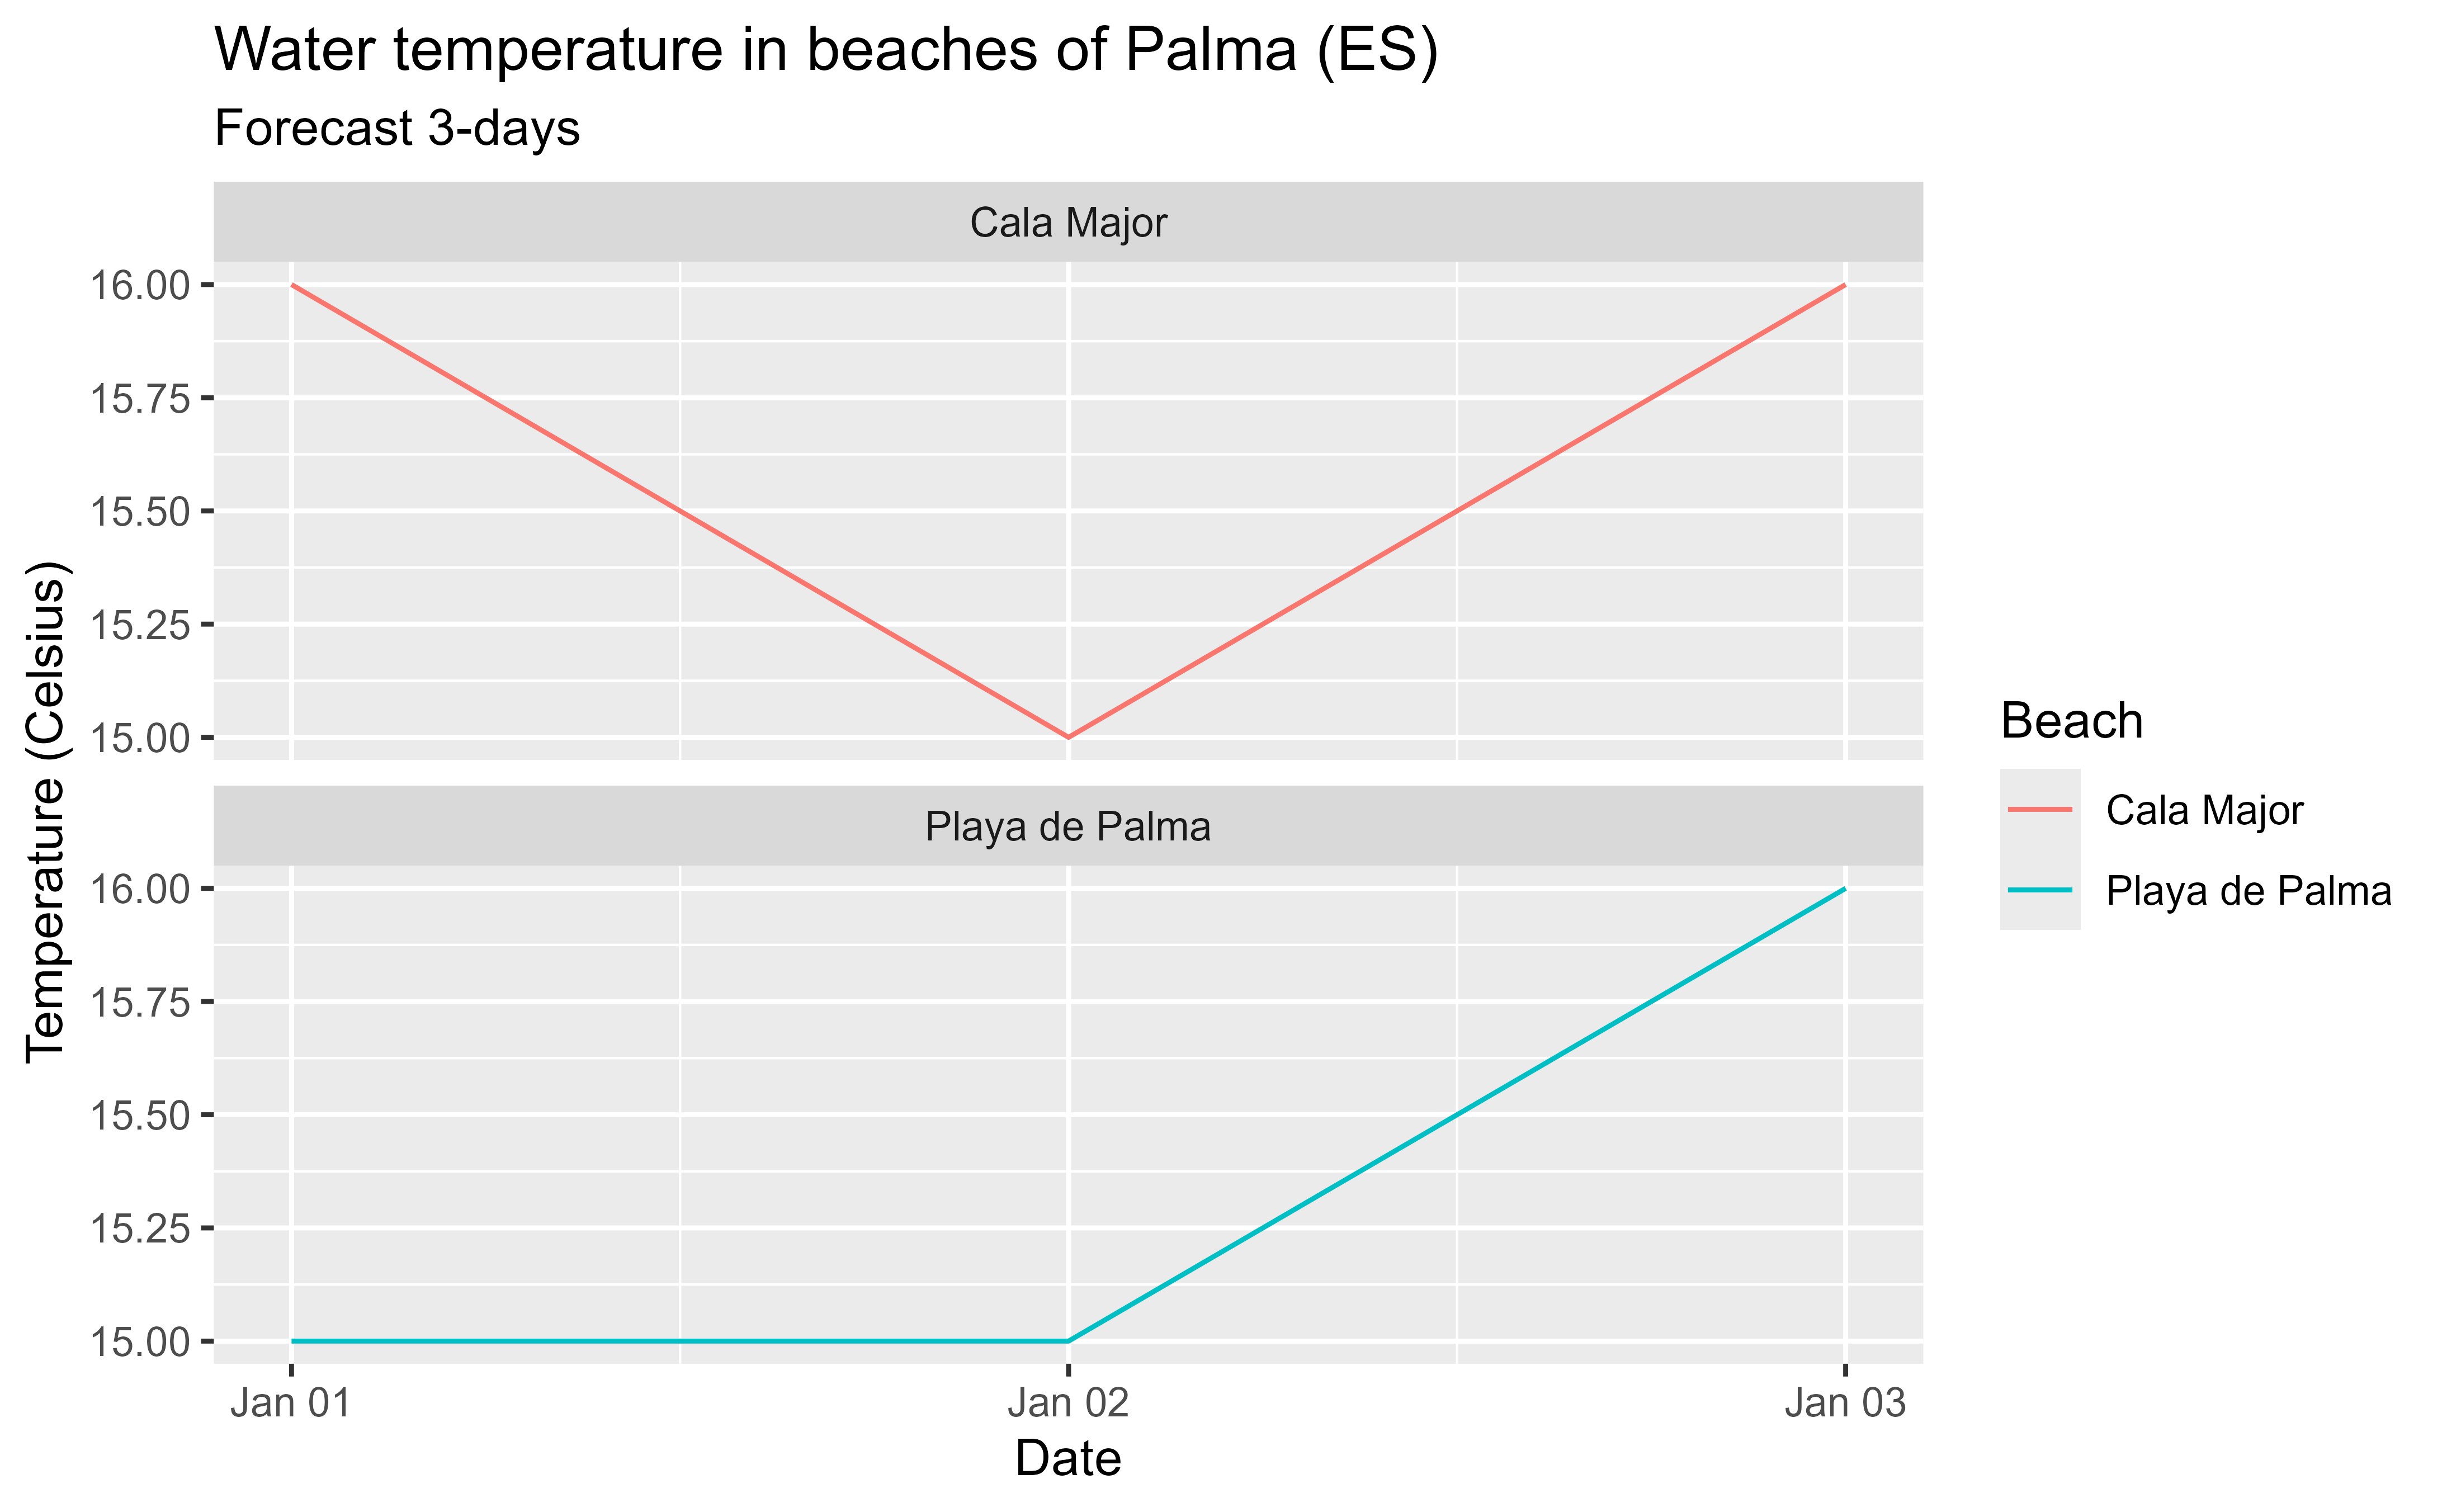 Water temperature in beaches of Palma (ES)
Forecast 3-days
Cala Major
16.00
15.75
15.50
15.25
15.00
Playa de Palma
16.00
15.75
15.50
15.25
15.00
Temperature (Celsius)
Jan 01
Jan 02
Jan 03
Date
Beach
Cala Major
Playa de Palma